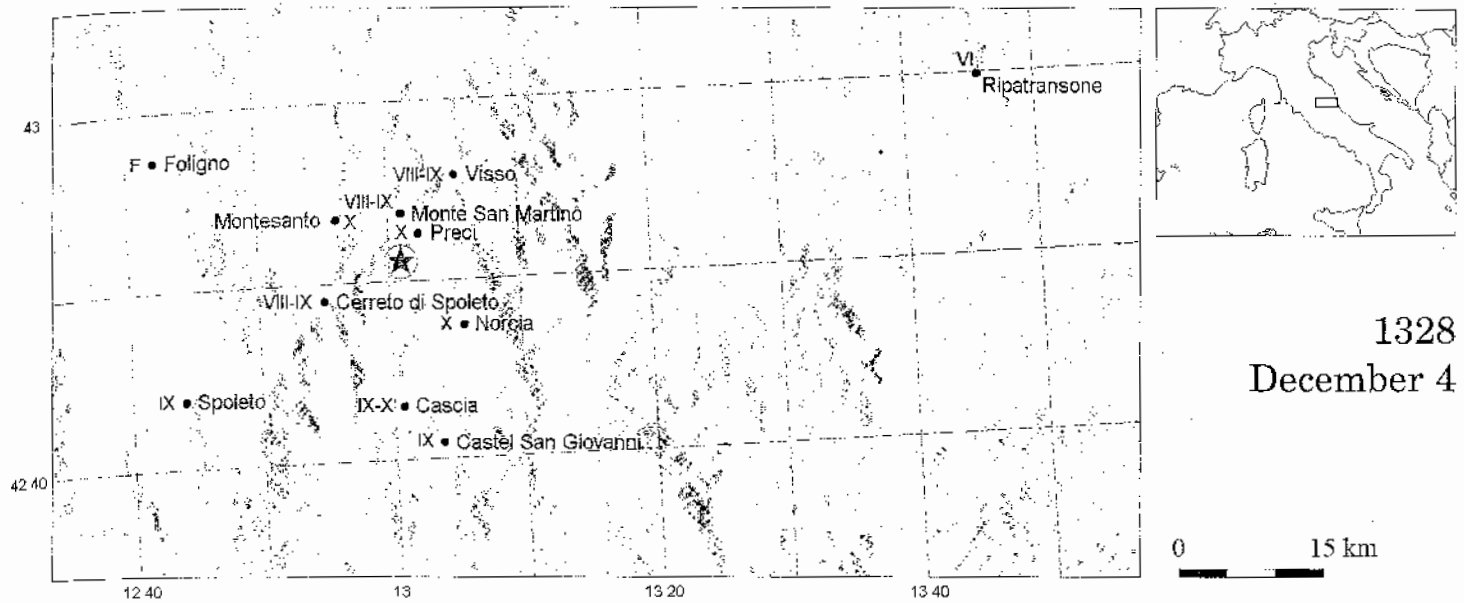 VI
Ripatransone
43
F Foligno
VIII-IX Visso
VIII-IX
Monte San Martino
Montesanto X
X Preci
VIII-IX Cerreto di Spoleto
X Norcia
1328
December 4
IX Spoleto
IX-X Cascia
IX Castel San Giovanni
42 40
0 15 km
12 40 13 13 20 13 40